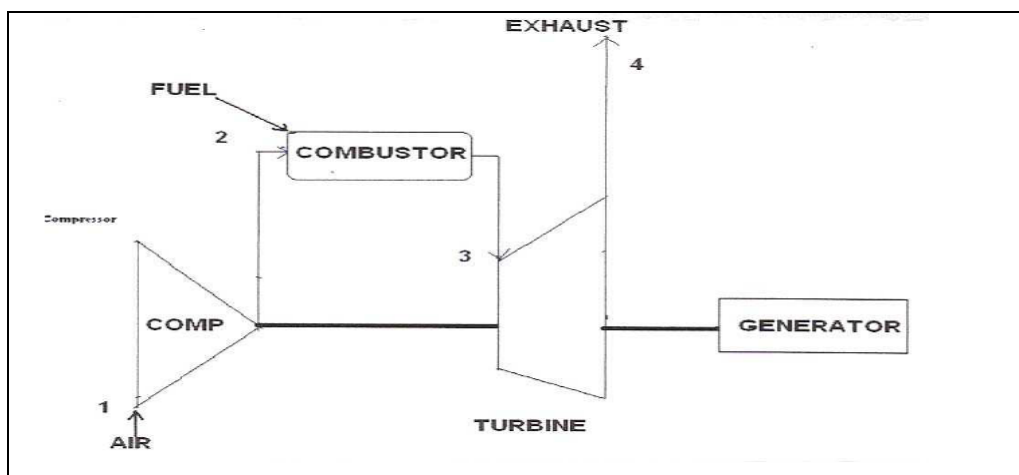 EXHAUST
4
FUEL
2
COMBUSTOR
Compressor
3
COMP
GENERATOR
1
TURBINE
AIR